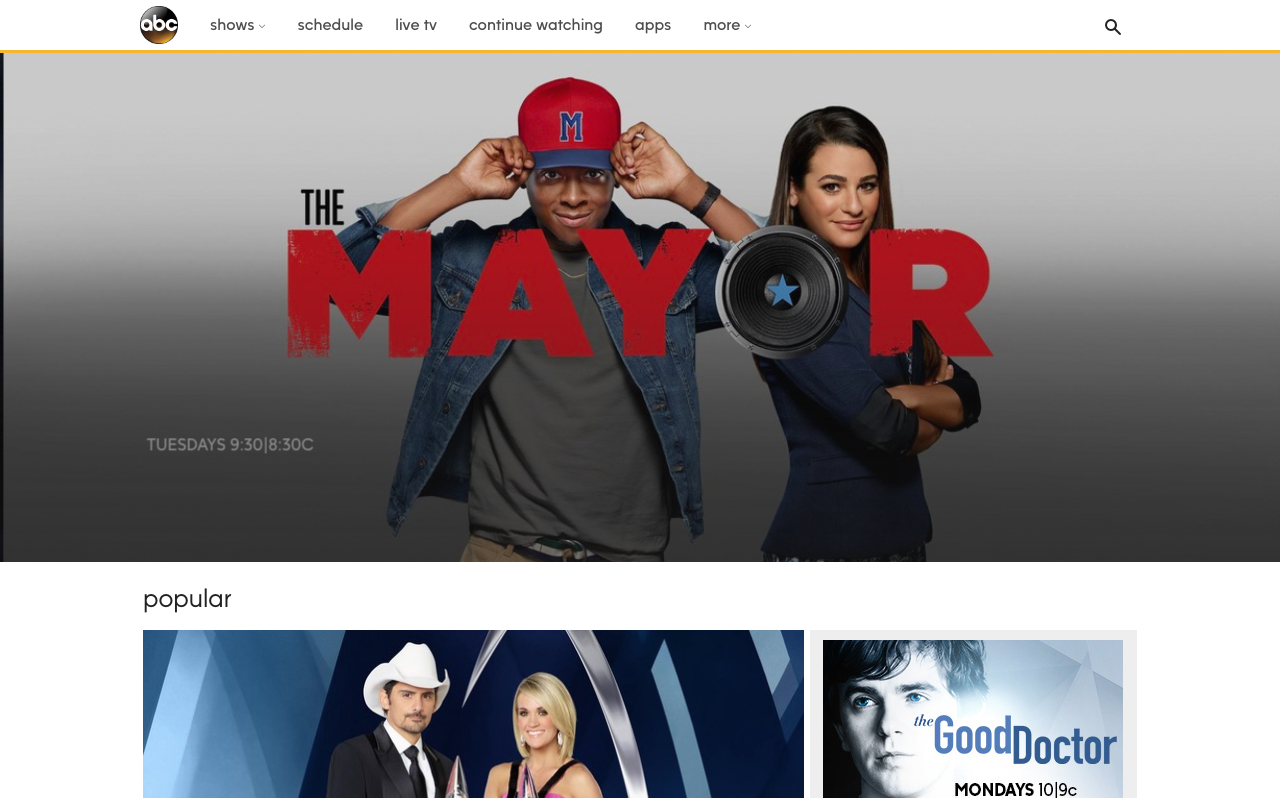 abc
shows
schedule
live tv
continue watching
apps
more
M
THE
MAYOR
TUESDAYS 9:30|8:30C
popular
the
Good Doctor
MONDAYS 10|9c